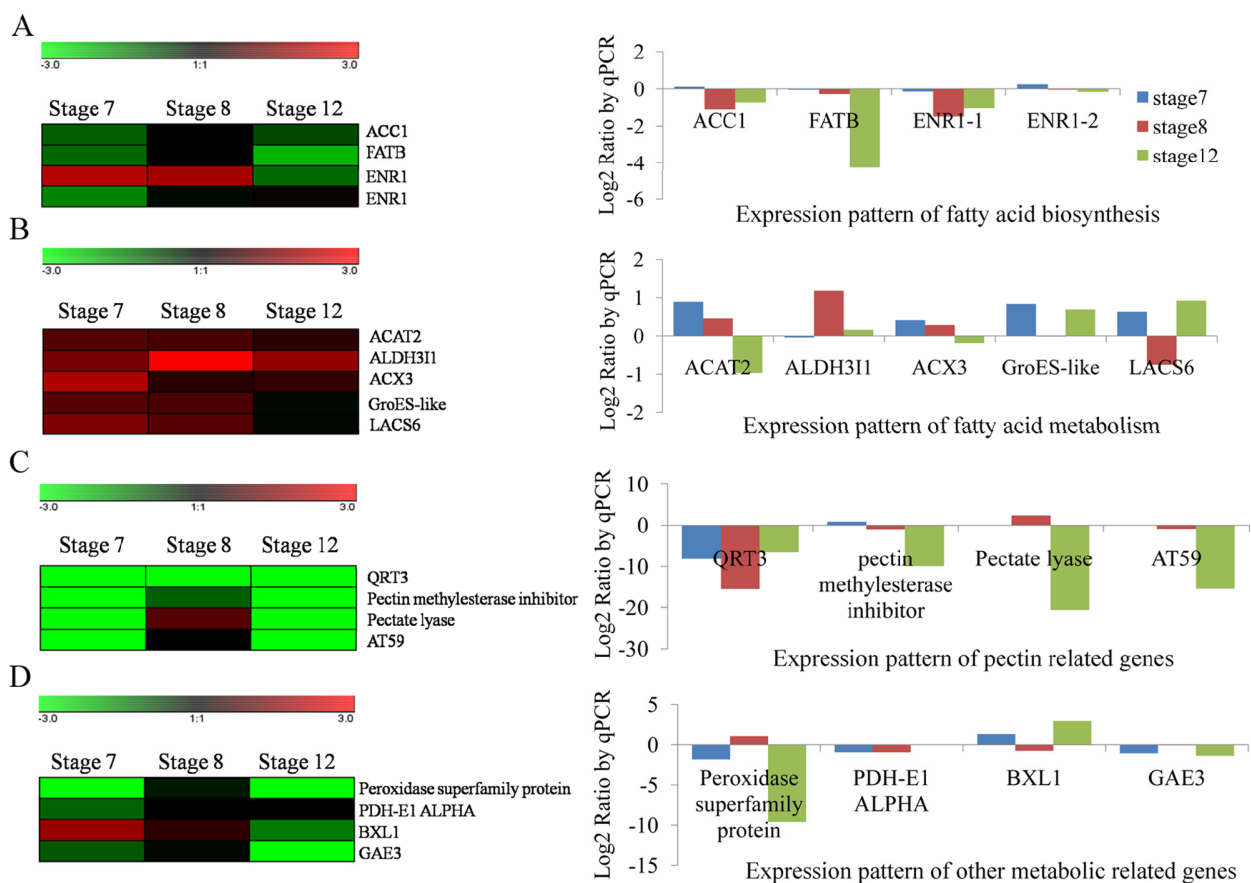 A
-3.0 1:1 3.0
Stage 7 Stage 8 Stage 12
ACC1
FATB
ENR1
ENR1
Log2 Ratio by qPCR
2
0
-2
-4
-6
ACC1 FATB ENR1-1 ENR1-2
stage7
stage8
stage12
Expression pattern of fatty acid biosynthesis
B
-3.0 1:1 3.0
Stage 7 Stage 8 Stage 12
ACAT2
ALDH3I1
ACX3
GroES-like
LACS6
Log2 Ratio by qPCR
2
1
0
-1
-2
ACAT2 ALDH3I1 ACX3 GroES-like LACS6
Expression pattern of fatty acid metabolism
C
-3.0 1:1 3.0
Stage 7 Stage 8 Stage 12
QRT3
Pectin methylesterase inhibitor
Pectate lyase
AT59
Log2 Ratio by qPCR
10
0
-10
-20
-30
QRT3 pectin methylesterase inhibitor Pectate lyase AT59
Expression pattern of pectin related genes
D
-3.0 1:1 3.0
Stage 7 Stage 8 Stage 12
Peroxidase superfamily protein
PDH-E1 ALPHA
BXL1
GAE3
Log2 Ratio by qPCR
5
0
-5
-10
-15
Peroxidase superfamily protein PDH-E1 ALPHA BXL1 GAE3
Expression pattern of other metabolic related genes